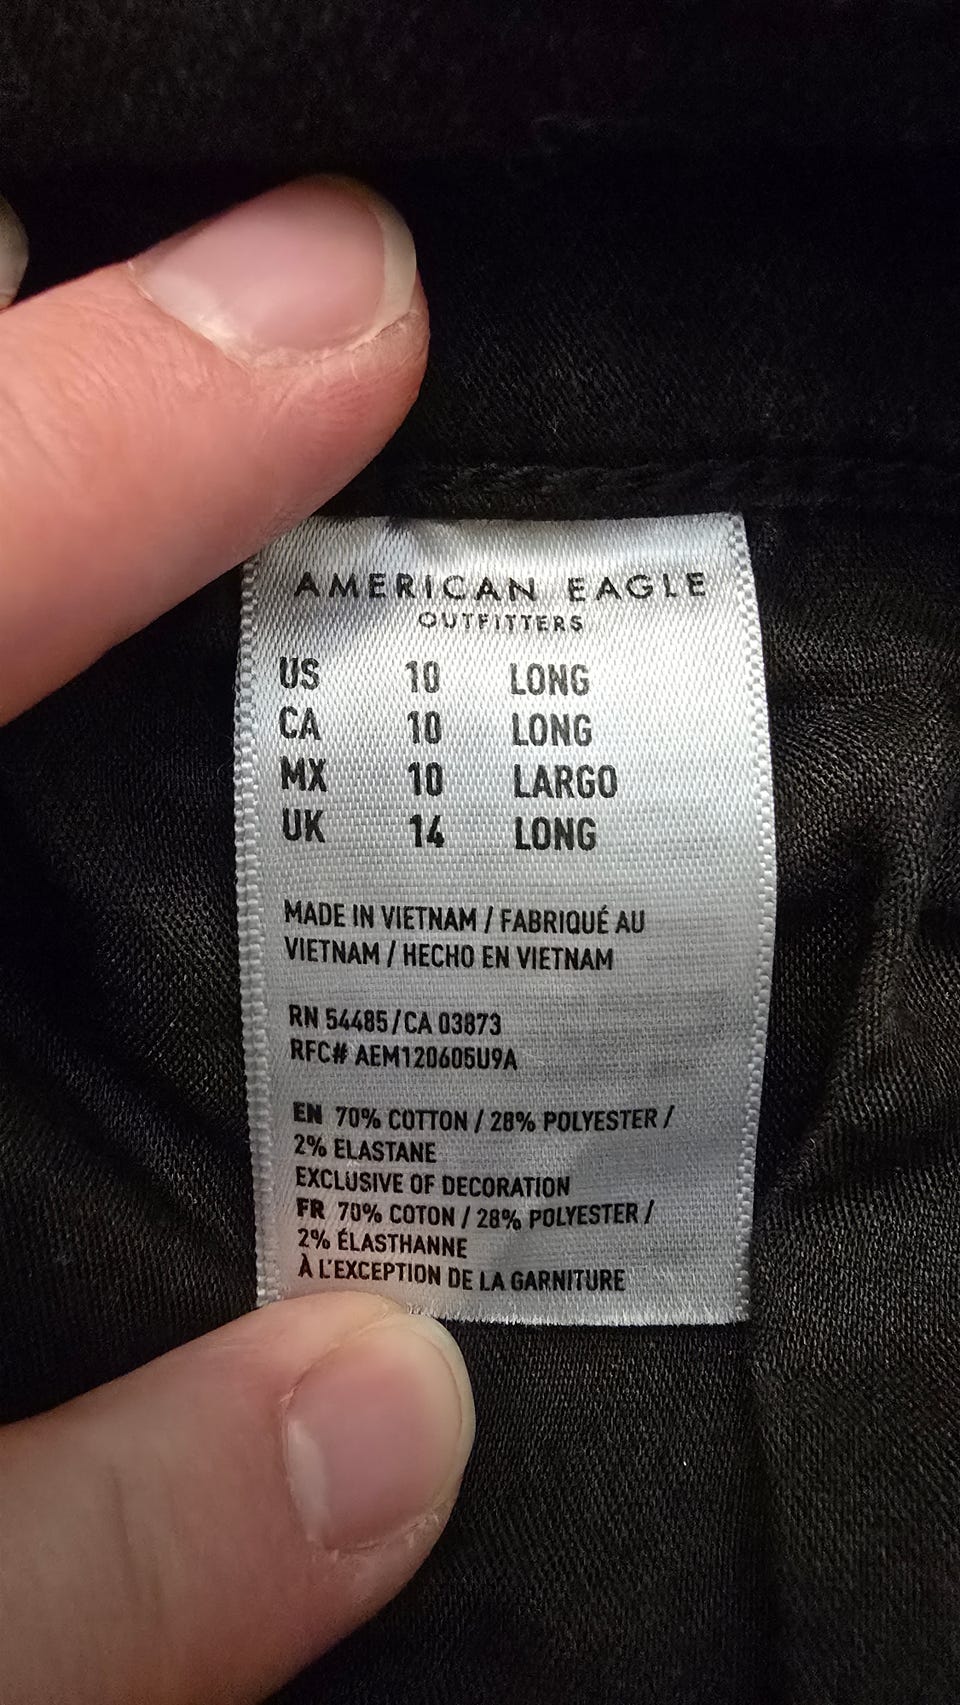 AMERICAN EAGLE
OUTFITTERS
US 10 LONG
CA 10 LONG
MX 10 LARGO
UK 14 LONG
MADE IN VIETNAM / FABRIQUÉ AU
VIETNAM / HECHO EN VIETNAM
RN 54485 / CA 03873
RFC# AEM120605U9A
EN 70% COTTON / 28% POLYESTER /
2% ELASTANE
EXCLUSIVE OF DECORATION
FR 70% COTON / 28% POLYESTER /
2% ÉLASTHANNE
À L'EXCEPTION DE LA GARNITURE